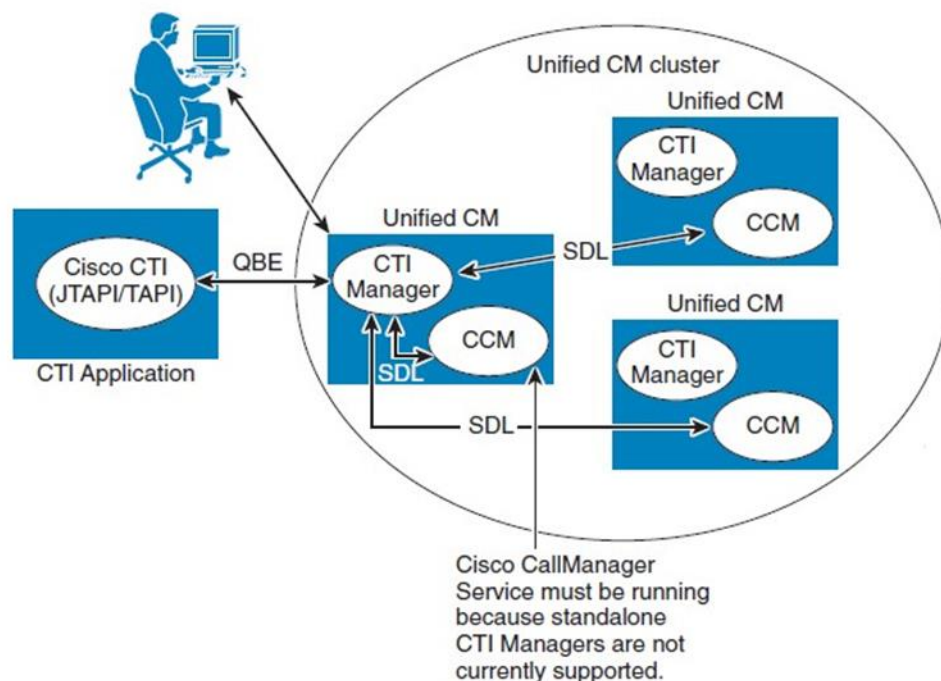 Unified CM cluster
Unified CM
CTI
Manager
CCM
Unified CM
SDL
QBE
Cisco CTI
(JTAPI/TAPI)
CTI
Manager
CCM
SDL
CTI Application
Unified CM
CTI
Manager
CCM
SDL
Cisco CallManager
Service must be running
because standalone
CTI Managers are not
currently supported.